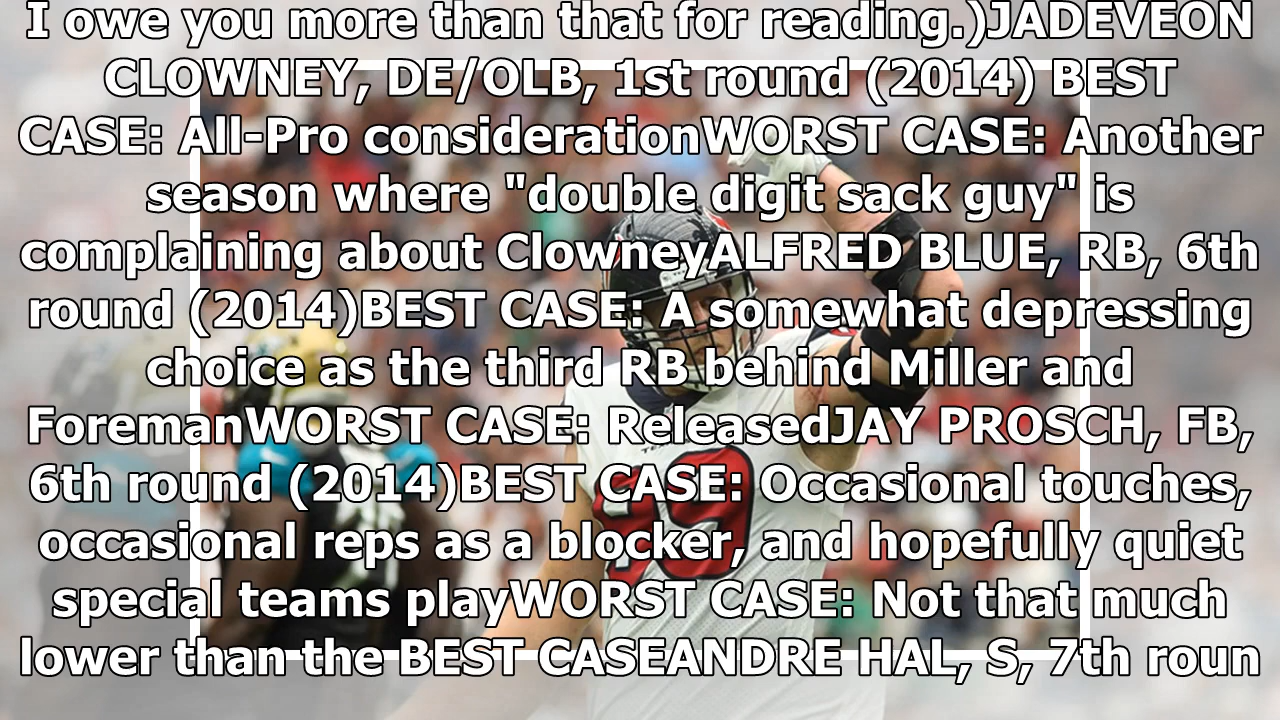 I owe you more than that for reading.)JADEVEON
CLOWNEY, DE/OLB, 1st round (2014) BEST
CASE: All-Pro considerationWORST CASE: Another
season where "double digit sack guy" is
complaining about ClowneyALFRED BLUE, RB, 6th
round (2014)BEST CASE: A somewhat depressing
choice as the third RB behind Miller and
ForemanWORST CASE: ReleasedJAY PROSCH, FB,
6th round (2014)BEST CASE: Occasional touches,
occasional reps as a blocker, and hopefully quiet
special teams playWORST CASE: Not that much
lower than the BEST CASEANDRE HAL, S, 7th roun
99